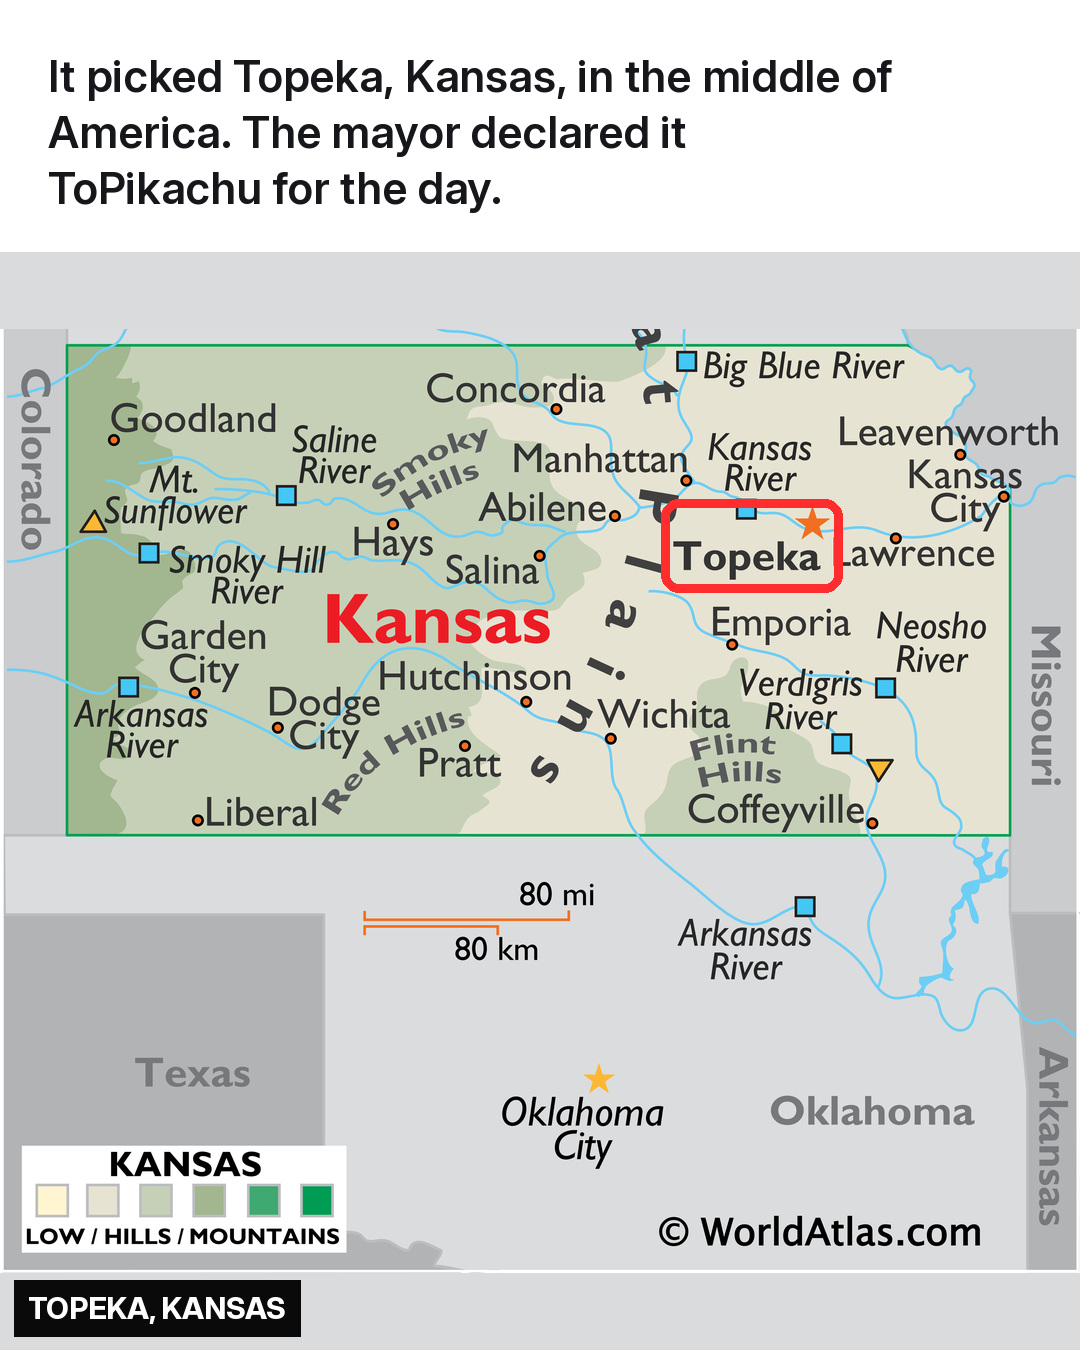 It picked Topeka, Kansas, in the middle of
America. The mayor declared it
ToPikachu for the day.
Colorado
Goodland
Concordia
Big Blue River
Saline
River
Smoky
Hills
Manhattan
Kansas
River
Leavenworth
Kansas
City
Mt.
Sunflower
Hays
Abilene
Salina
Topeka
Lawrence
Smoky Hill
River
Kansas
Plains
at
Garden
City
Emporia
Neosho
River
Missouri
Arkansas
River
Dodge
City
Hutchinson
Red Hills
Pratt
Wichita
Verdigris
River
Flint
Hills
Liberal
Coffeyville
80 mi
80 km
Arkansas
River
Texas
Oklahoma
City
Oklahoma
Arkansas
KANSAS
LOW / HILLS / MOUNTAINS
© WorldAtlas.com
TOPEKA, KANSAS